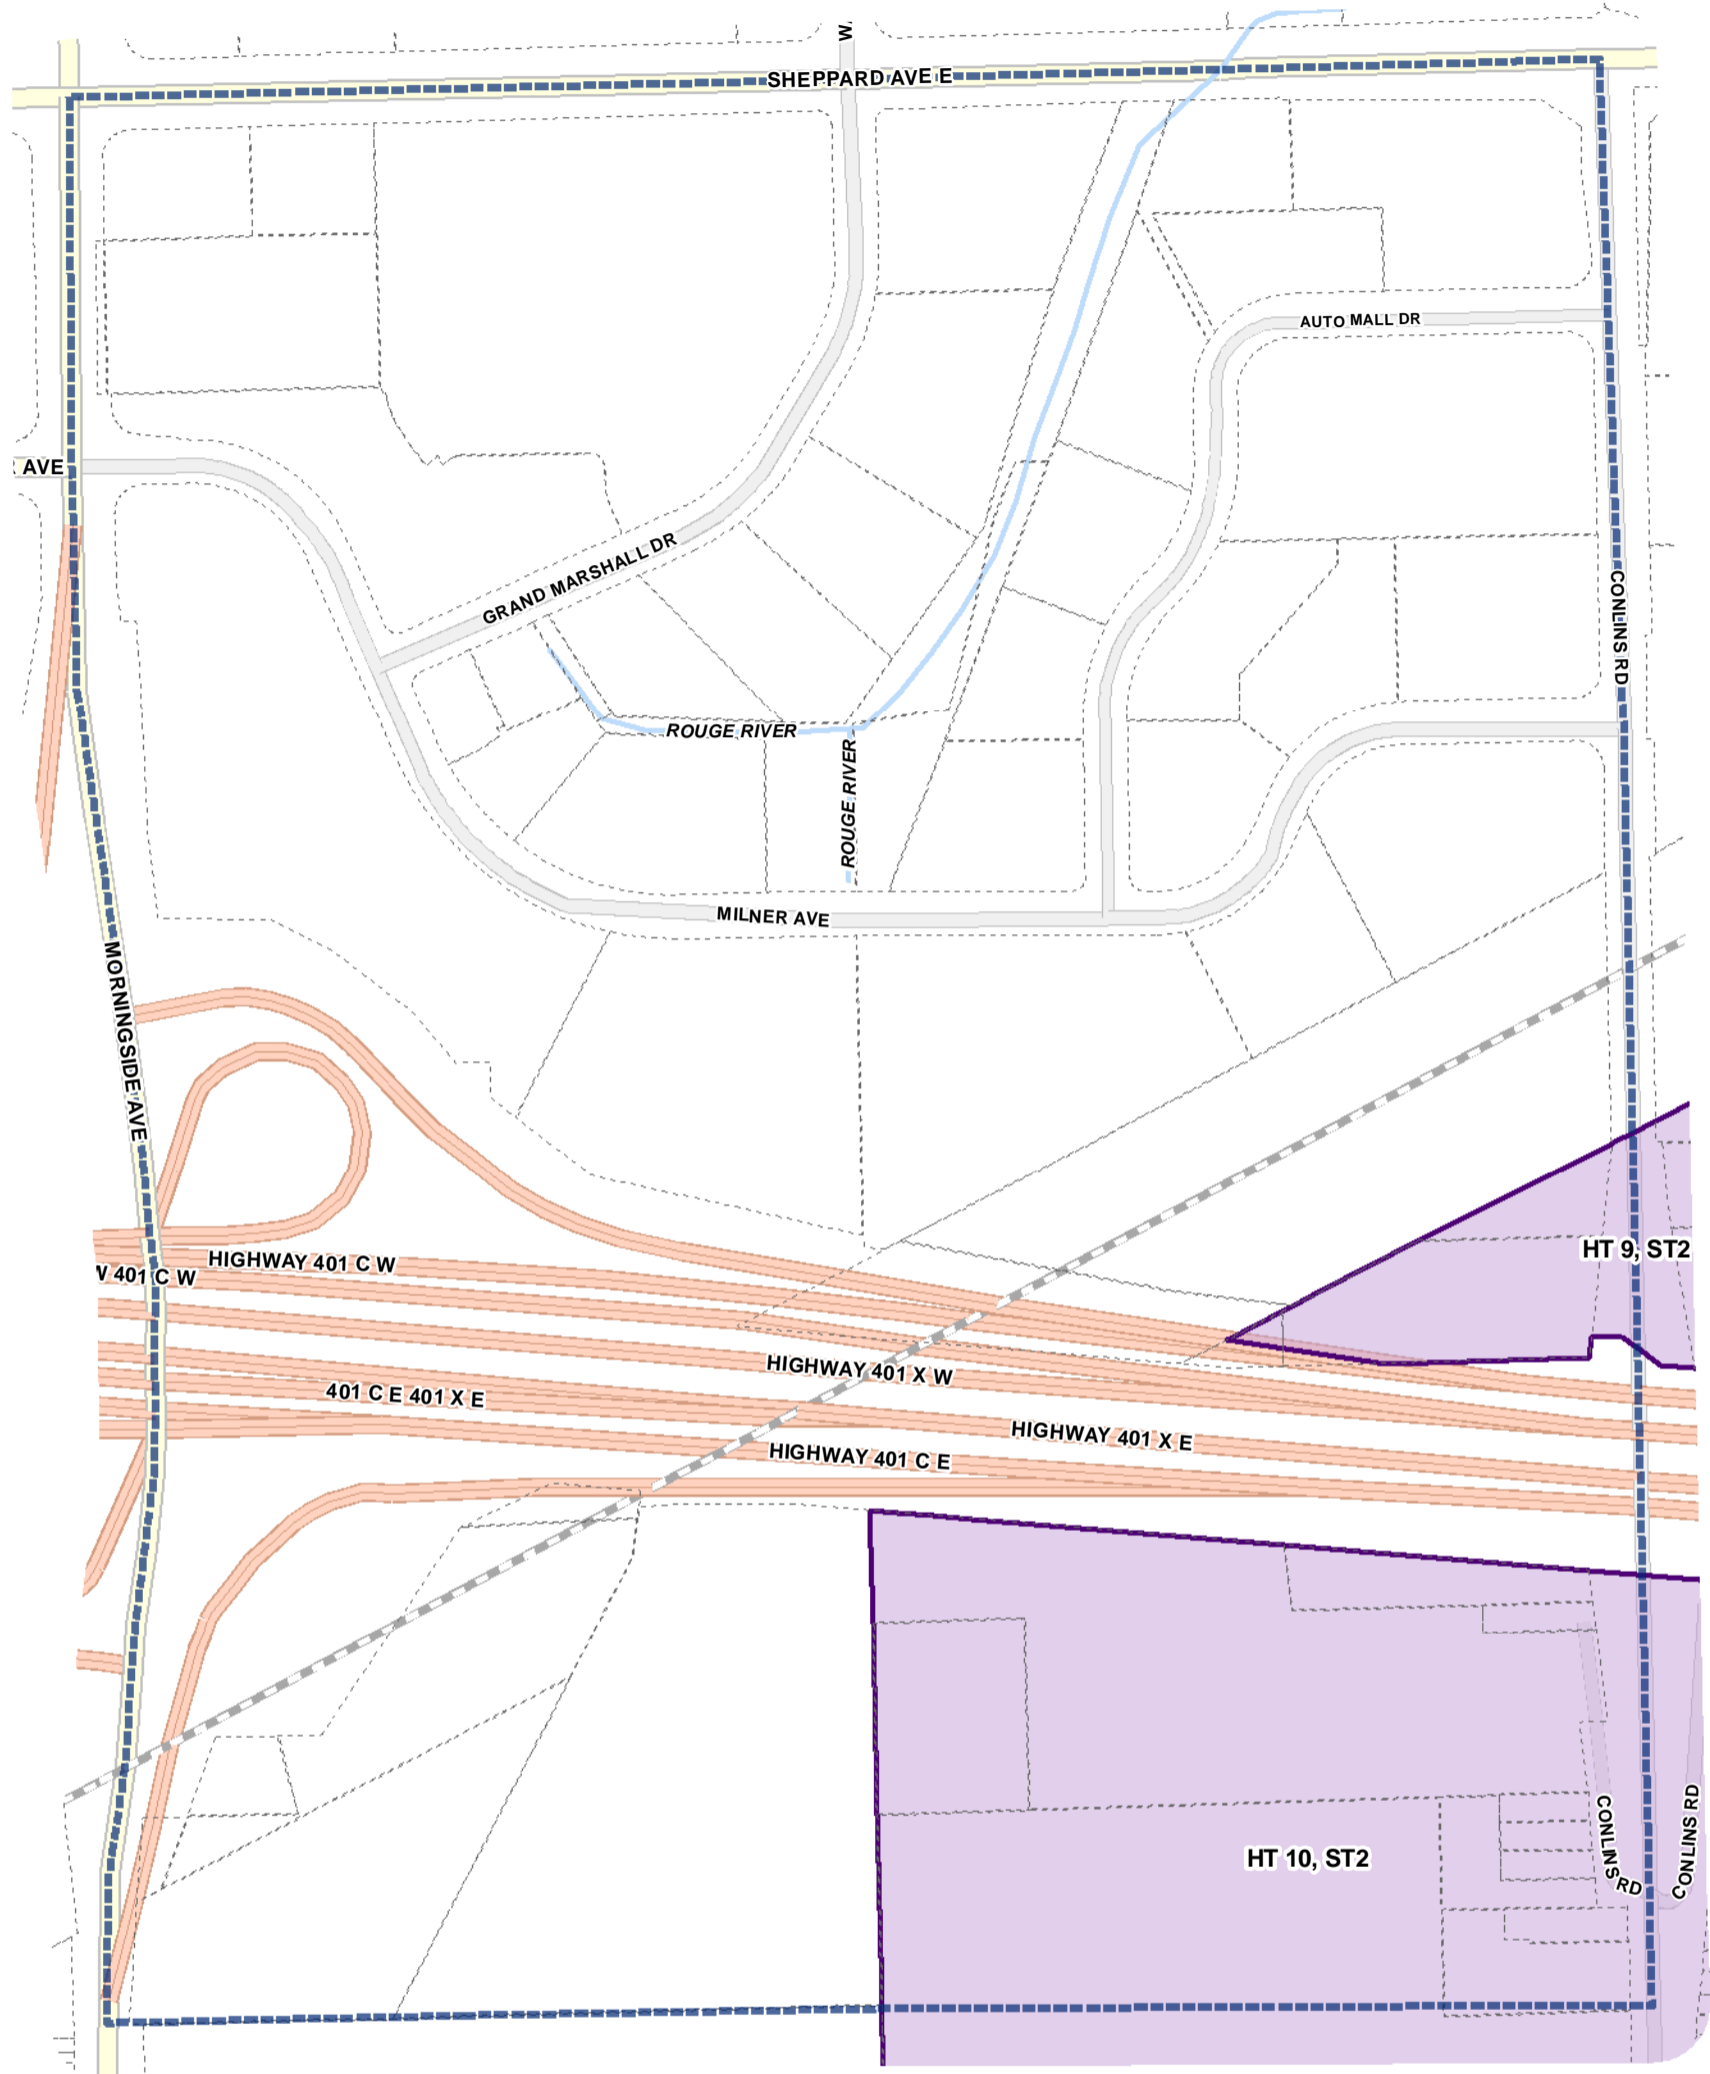 W
SHEPPARD AVE E
AUTO MALL DR
AVE
GRAND MARSHALL DR
CONLINS RD
ROUGE RIVER
ROUGE RIVER
MILNER AVE
MORNINGSIDE AVE
HIGHWAY 401 C W
W 401 C W
HT 9, ST2
HIGHWAY 401 X W
401 C E 401 X E
HIGHWAY 401 X E
HIGHWAY 401 C E
HT 10, ST2
CONLINS RD
CONLINS RD